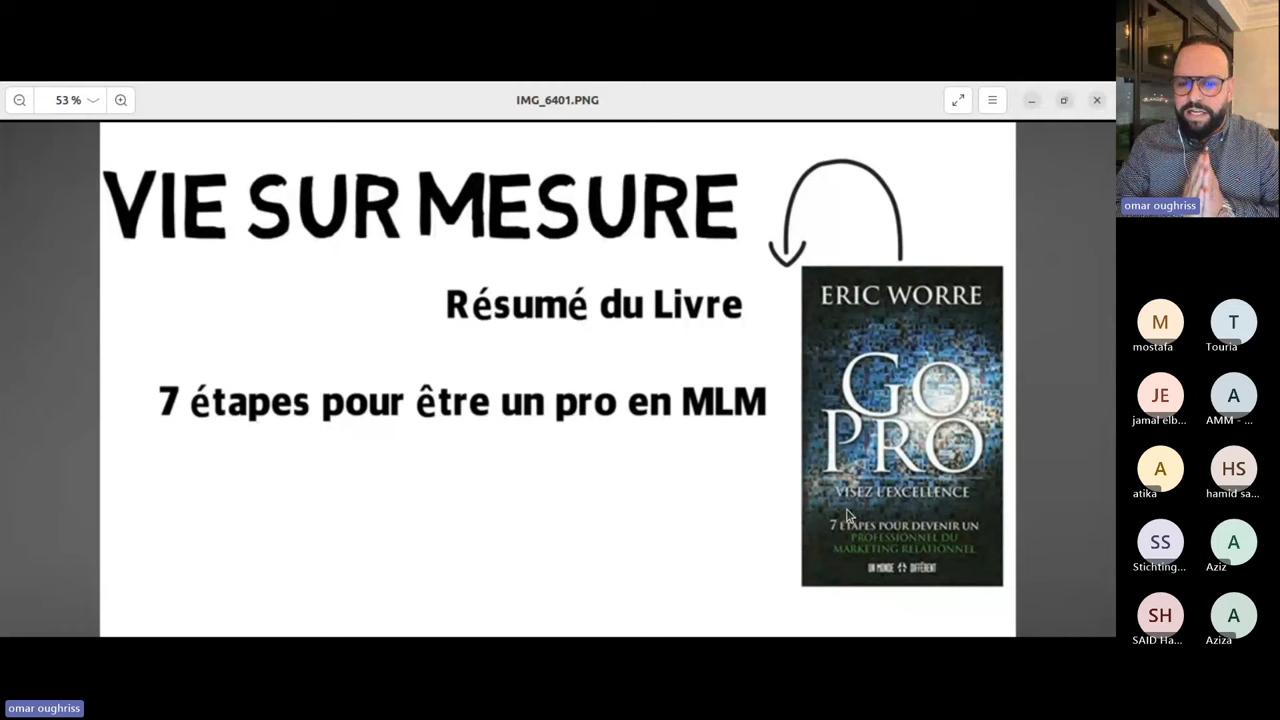 53 %
IMG_6401.PNG
VIE SUR MESURE
Résumé du Livre
7 étapes pour être un pro en MLM
ERIC WORRE
GO
PRO
VISEZ L'EXCELLENCE
7 ÉTAPES POUR DEVENIR UN
PROFESSIONNEL DU
MARKETING RELATIONNEL
UN MONDE DIFFÉRENT
omar oughriss
M
mostafa
T
Touria
JE
jamal elb...
A
AMM - ...
A
atika
HS
hamid sa...
SS
Stichting...
A
Aziz
SH
SAID Ha...
A
Aziza
omar oughriss